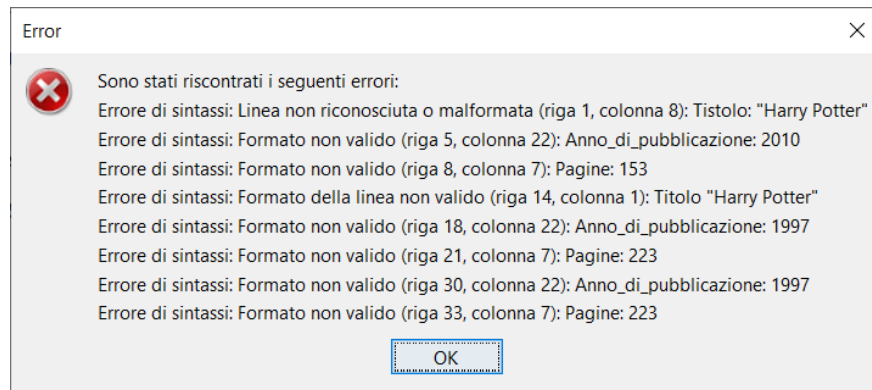 Error
Sono stati riscontrati i seguenti errori:
Errore di sintassi: Linea non riconosciuta o malformata (riga 1, colonna 8): Tistolo: "Harry Potter"
Errore di sintassi: Formato non valido (riga 5, colonna 22): Anno_di_pubblicazione: 2010
Errore di sintassi: Formato non valido (riga 8, colonna 7): Pagine: 153
Errore di sintassi: Formato della linea non valido (riga 14, colonna 1): Titolo "Harry Potter"
Errore di sintassi: Formato non valido (riga 18, colonna 22): Anno_di_pubblicazione: 1997
Errore di sintassi: Formato non valido (riga 21, colonna 7): Pagine: 223
Errore di sintassi: Formato non valido (riga 30, colonna 22): Anno_di_pubblicazione: 1997
Errore di sintassi: Formato non valido (riga 33, colonna 7): Pagine: 223
OK